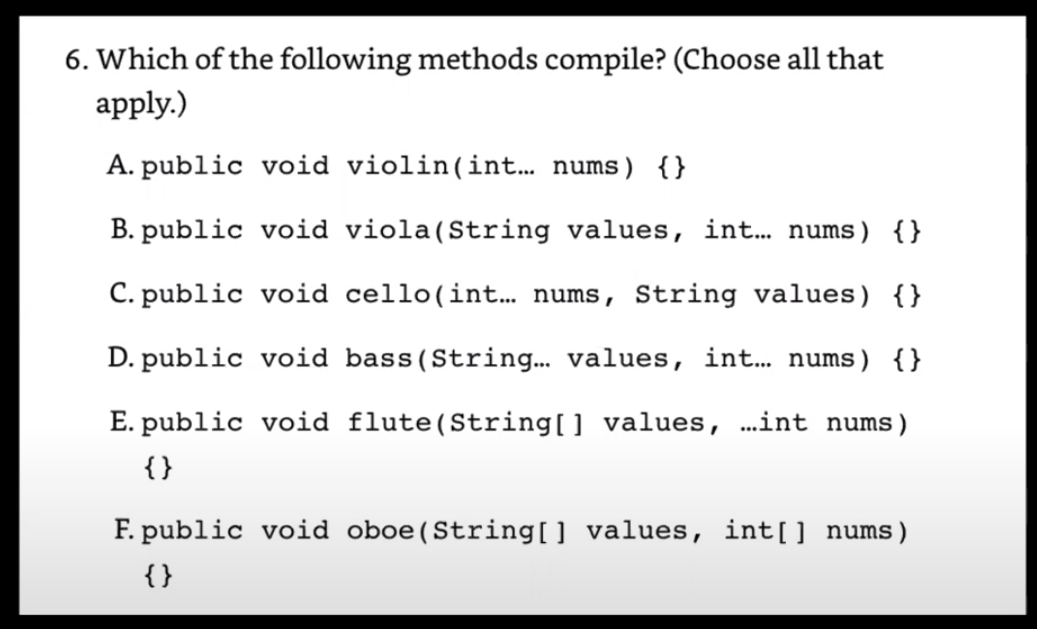 6. Which of the following methods compile? (Choose all that
apply.)
A. public void violin(int… nums) {}
B. public void viola(String values, int… nums) {}
C. public void cello(int… nums, String values) {}
D. public void bass(String… values, int… nums) {}
E. public void flute(String[] values, …int nums)
{}
F. public void oboe(String[] values, int[] nums)
{}